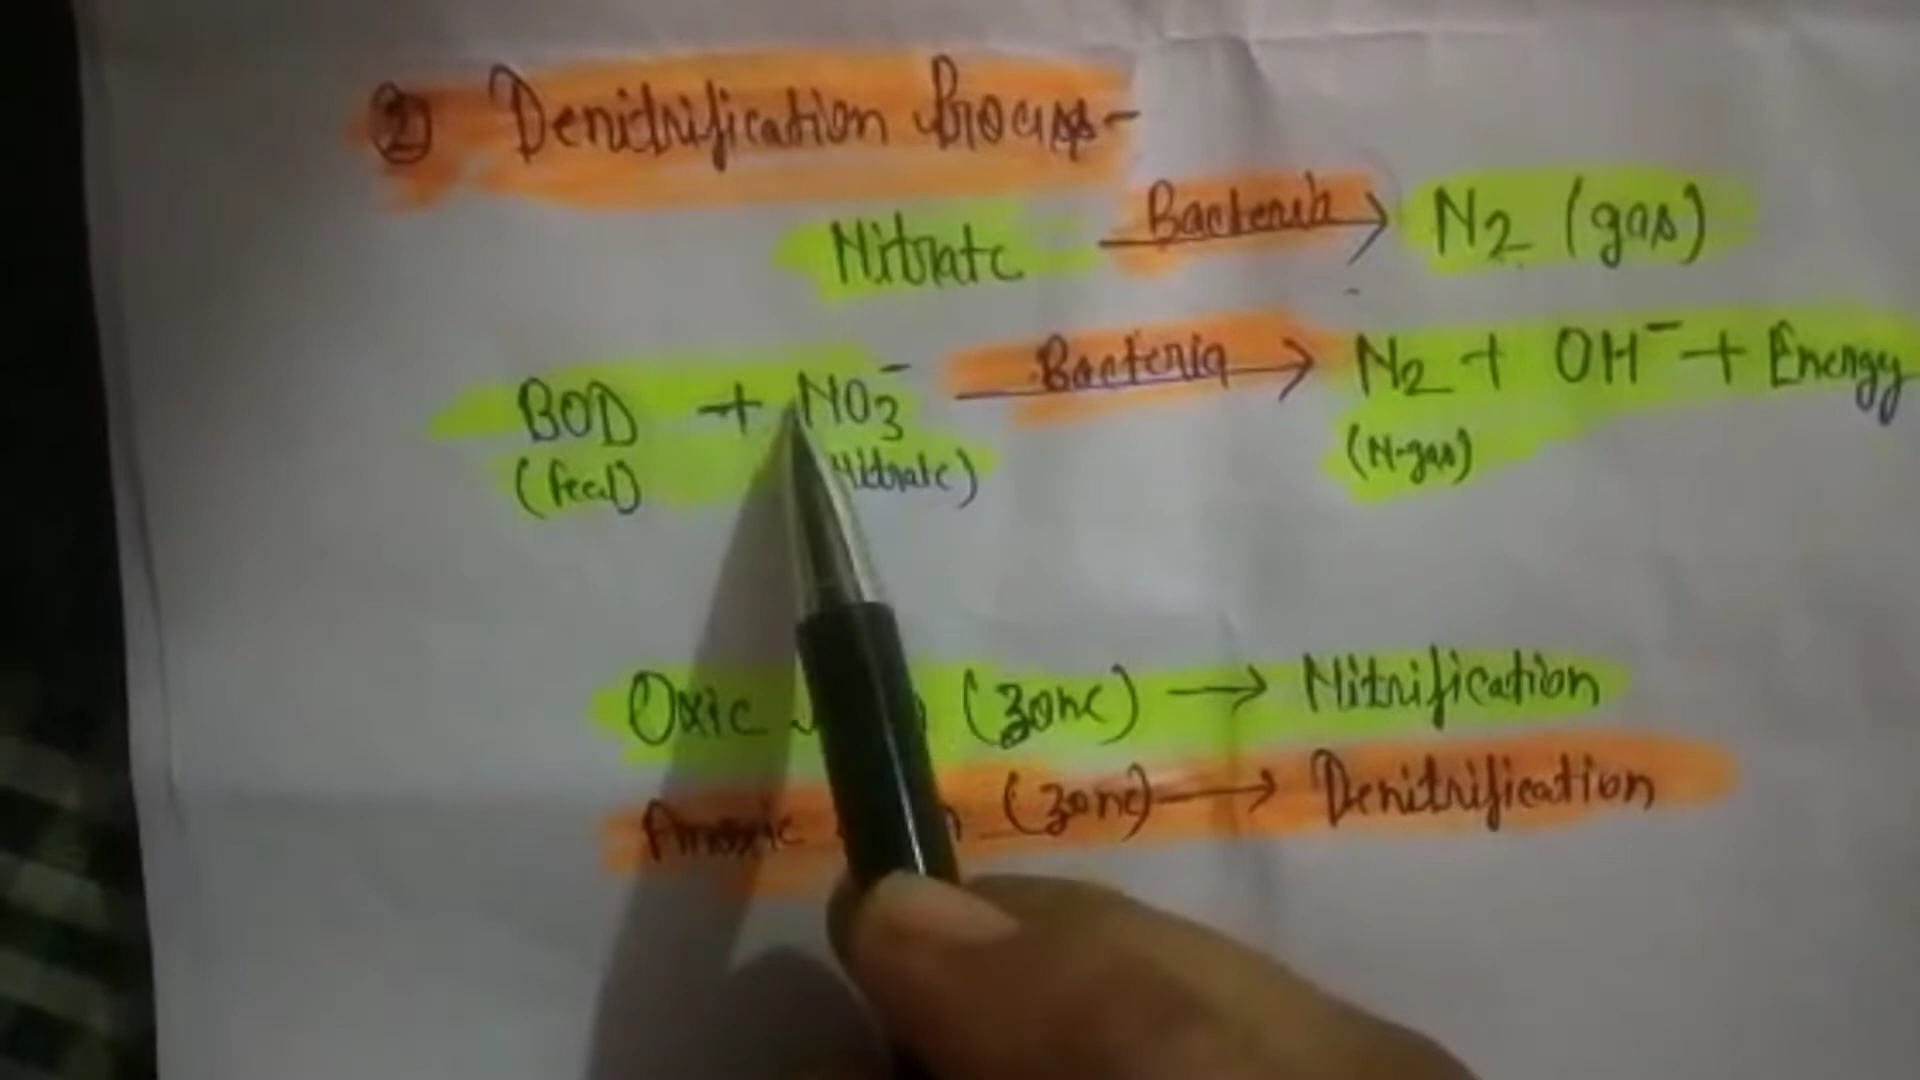 ② Denitrification Process-
Nitrate Bacteria → N2 (gas)
BOD + NO3⁻ Bacteria → N2 + OH⁻ + Energy
(feed) Nitrate) (N-gas)
Oxic (zone) → Nitrification
Anoxic (zone) → Denitrification